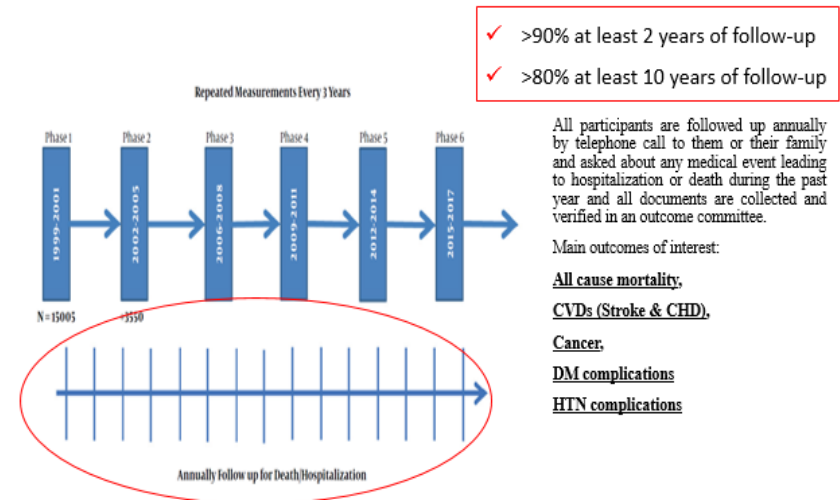 >90% at least 2 years of follow-up
>80% at least 10 years of follow-up
Repeated Measurements Every 3 Years
Phase 1 Phase 2 Phase 3 Phase 4 Phase 5 Phase 6
1999-2001 2002-2005 2006-2008 2009-2011 2012-2014 2015-2017
N=15005 +3550
Annually Follow up for Death/Hospitalization
All participants are followed up annually
by telephone call to them or their family
and asked about any medical event leading
to hospitalization or death during the past
year and all documents are collected and
verified in an outcome committee.
Main outcomes of interest:
All cause mortality,
CVDs (Stroke & CHD),
Cancer,
DM complications
HTN complications